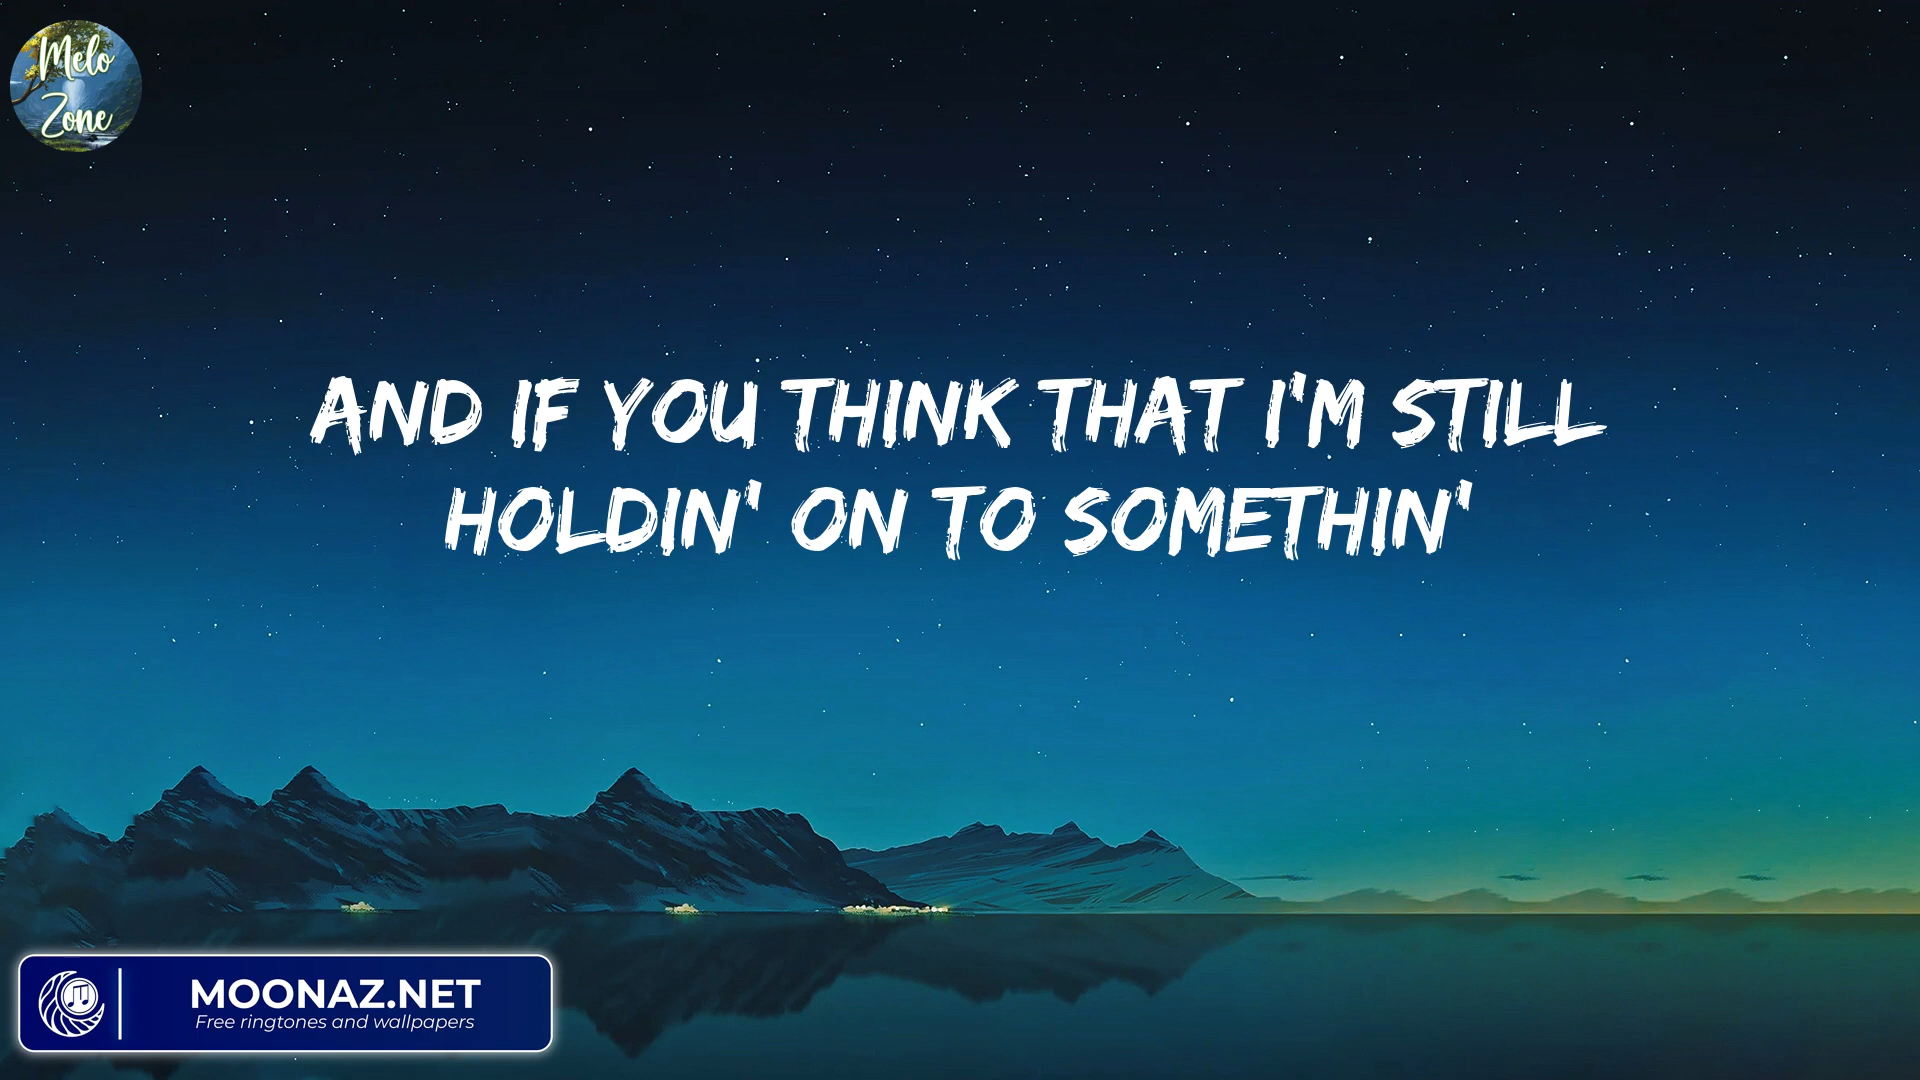 Melo
Zone
AND IF YOU THINK THAT I'M STILL
HOLDIN' ON TO SOMETHIN'
MOONAZ.NET
Free ringtones and wallpapers